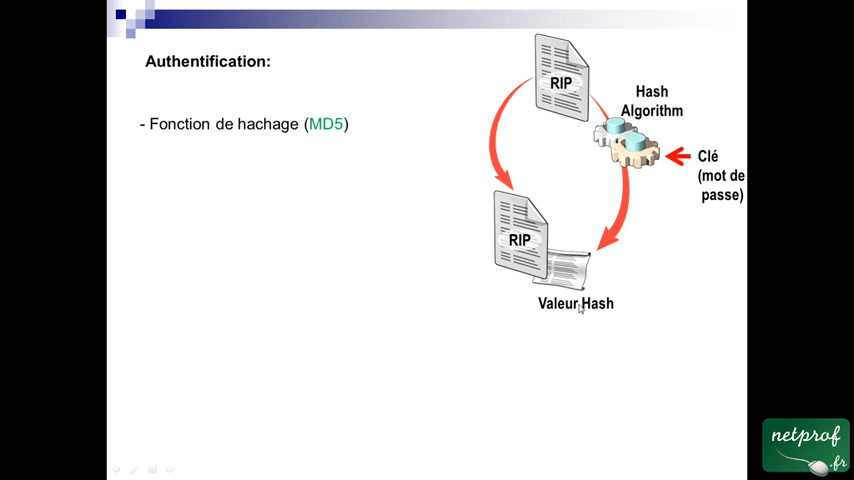 Authentification:
- Fonction de hachage (MD5)
RIP
Hash
Algorithm
Clé
(mot de
passe)
RIP
Valeur Hash
netprof
.fr